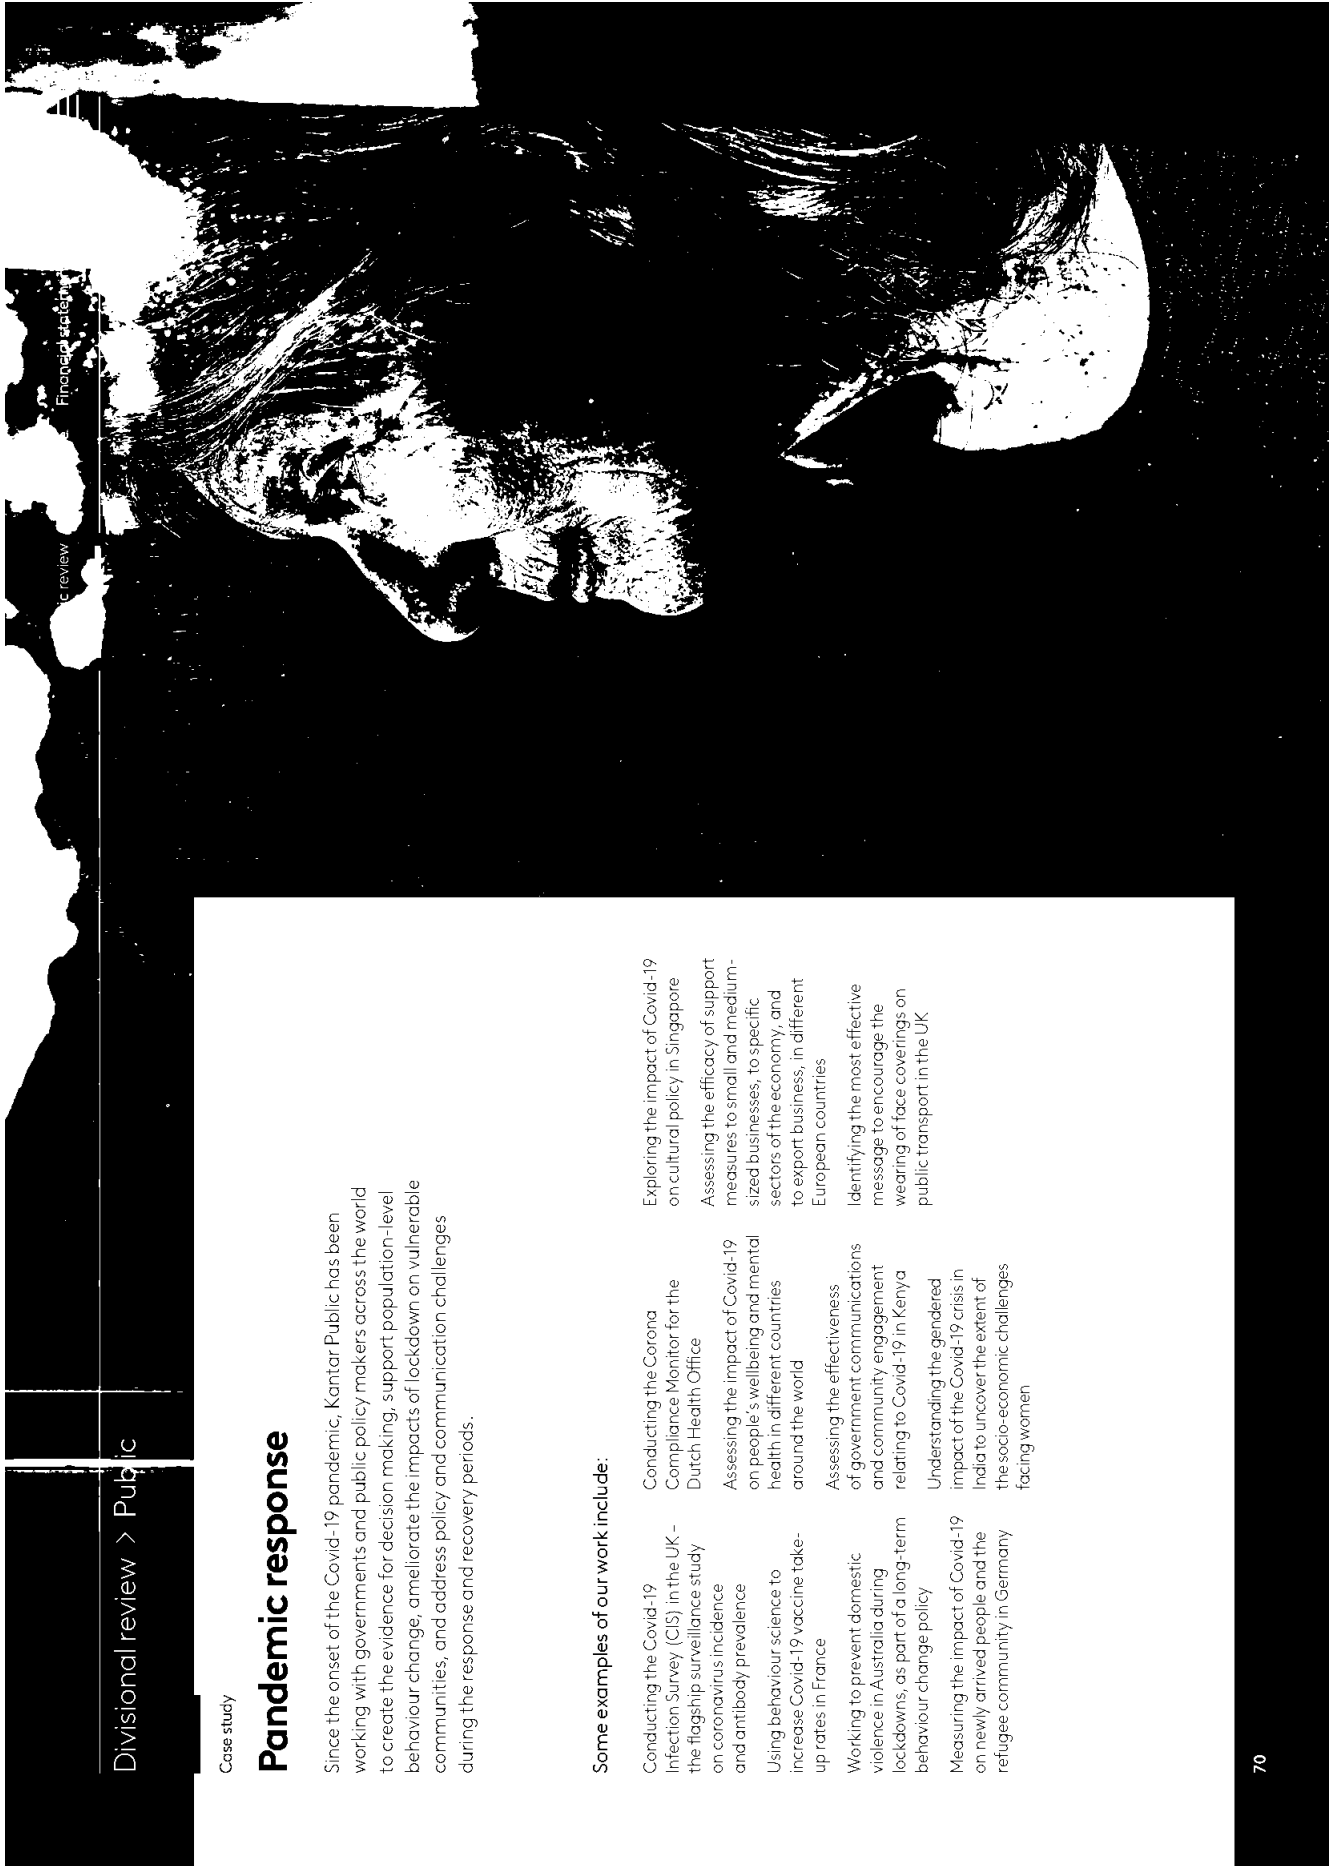 Financial
review
Divisional review > Public
Case study
Pandemic response
Since the onset of the Covid-19 pandemic, Kantar Public has been
working with governments and public policy makers across the world
to create the evidence for decision making, support population-level
behaviour change, ameliorate the impacts of lockdown on vulnerable
communities, and address policy and communication challenges
during the response and recovery periods.
Some examples of our work include:
Conducting the Covid-19
Infection Survey (CIS) in the UK –
the flagship surveillance study
on coronavirus incidence
and antibody prevalence
Using behaviour science to
increase Covid-19 vaccine take-
up rates in France
Working to prevent domestic
violence in Australia during
lockdowns, as part of a long-term
behaviour change policy
Measuring the impact of Covid-19
on newly arrived people and the
refugee community in Germany
Conducting the Corona
Compliance Monitor for the
Dutch Health Office
Assessing the impact of Covid-19
on people's wellbeing and mental
health in different countries
around the world
Assessing the effectiveness
of government communications
and community engagement
relating to Covid-19 in Kenya
Understanding the gendered
impact of the Covid-19 crisis in
India to uncover the extent of
the socio-economic challenges
facing women
Exploring the impact of Covid-19
on cultural policy in Singapore
Assessing the efficacy of support
measures to small and medium-
sized businesses, to specific
sectors of the economy, and
to export business, in different
European countries
Identifying the most effective
message to encourage the
wearing of face coverings on
public transport in the UK
70